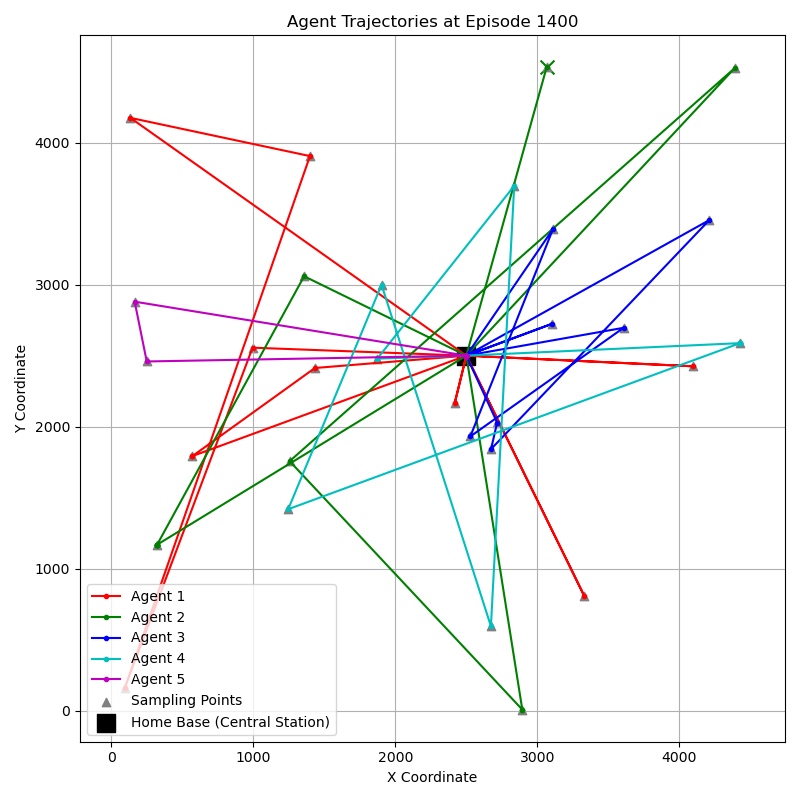 Agent Trajectories at Episode 1400
Y Coordinate
4000
3000
2000
1000
0
Agent 1
Agent 2
Agent 3
Agent 4
Agent 5
Sampling Points
Home Base (Central Station)
0
1000
2000
3000
4000
X Coordinate